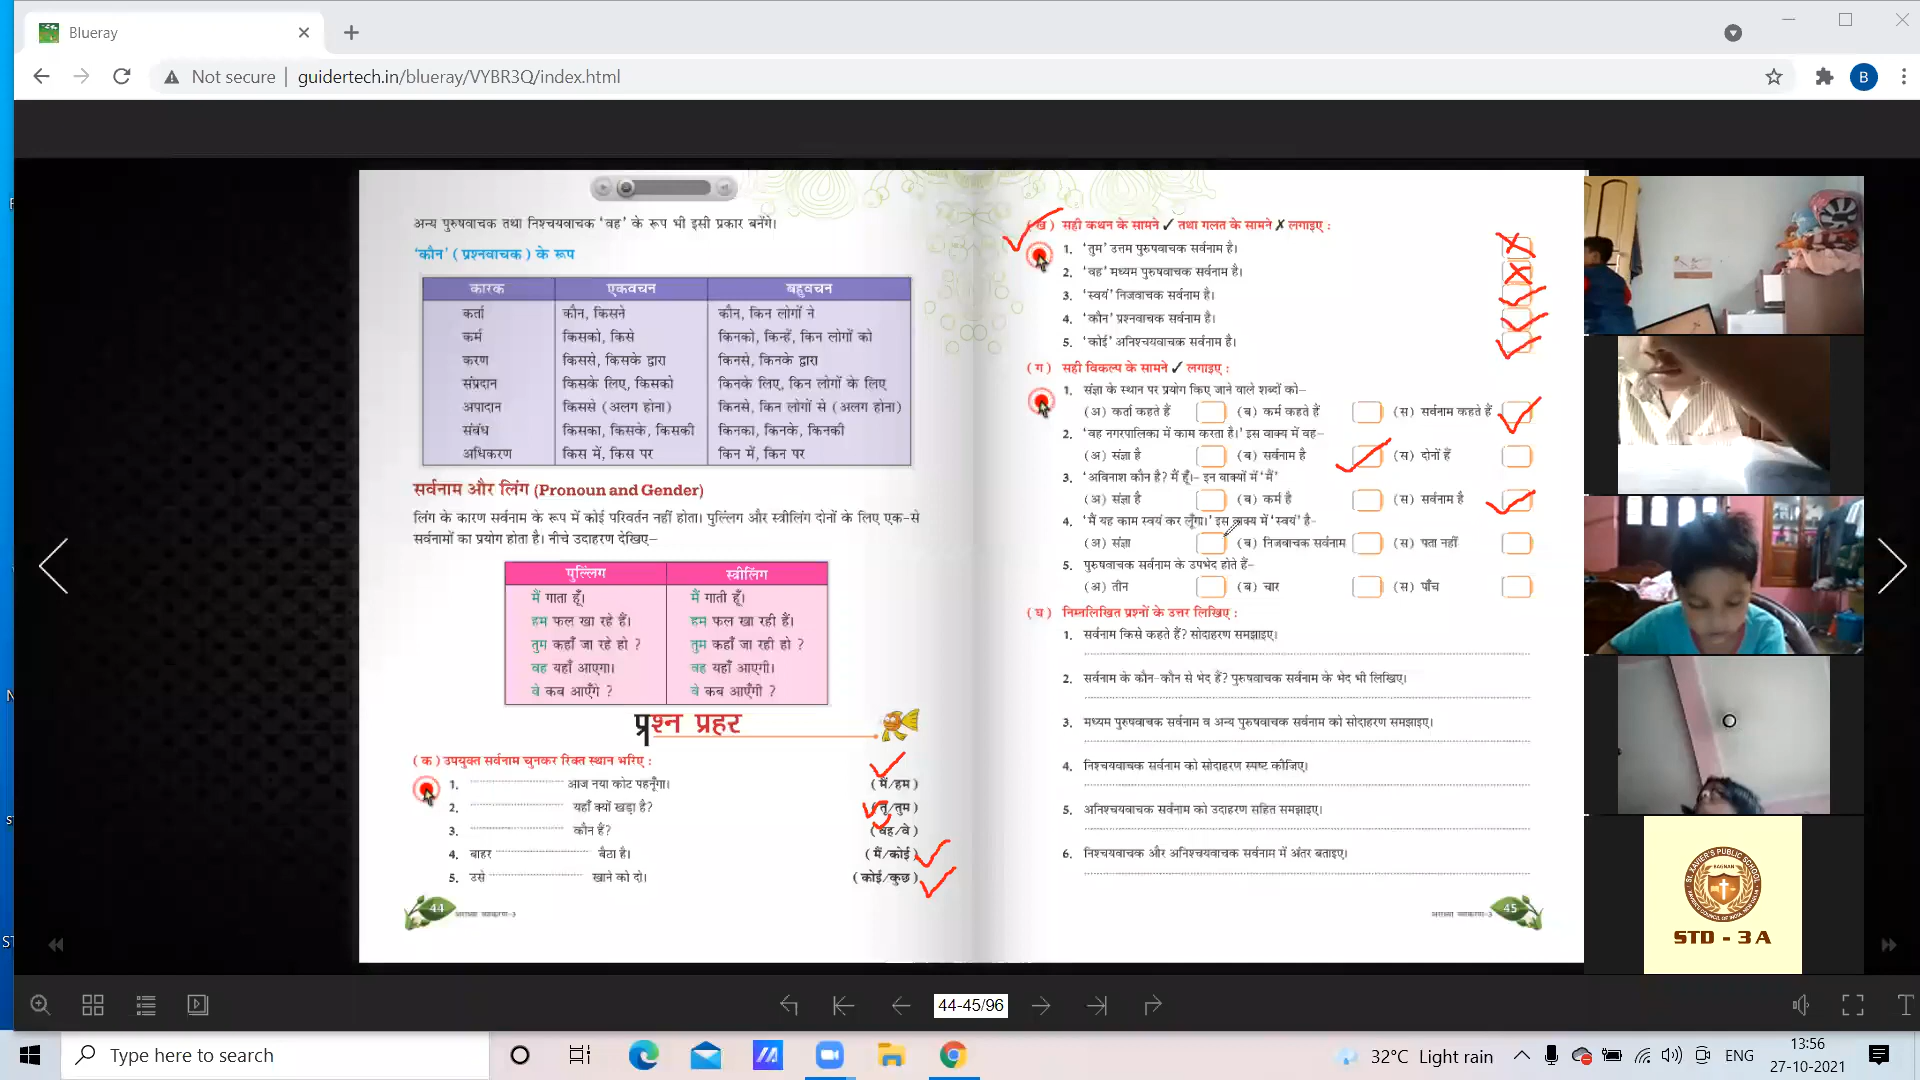 Blueray
Not secure
guidertech.in/blueray/VYBR3Q/index.html
B
अन्य पुरुषवाचक तथा निश्चयवाचक ‘वह’ के रूप भी इसी प्रकार बनेंगे।
‘कौन’ (प्रश्नवाचक) के रूप
कारक एकवचन बहुवचन
कर्ता कौन, किसने कौन, किन लोगों ने
कर्म किसको, किसे किनको, किन्हें, किन लोगों को
करण किससे, किसके द्वारा किनसे, किनके द्वारा
संप्रदान किसके लिए, किसको किनके लिए, किन लोगों के लिए
अपादान किससे (अलग होना) किनसे, किन लोगों से (अलग होना)
संबंध किसका, किसके, किसकी किनका, किनके, किनकी
अधिकरण किस में, किस पर किन में, किन पर
सर्वनाम और लिंग (Pronoun and Gender)
लिंग के कारण सर्वनाम के रूप में कोई परिवर्तन नहीं होता। पुल्लिंग और स्त्रीलिंग दोनों के लिए एक-से
सर्वनामों का प्रयोग होता है। नीचे उदाहरण देखिए–
पुल्लिंग स्त्रीलिंग
मैं गाता हूँ। मैं गाती हूँ।
हम फल खा रहे हैं। हम फल खा रही हैं।
तुम कहाँ जा रहे हो ? तुम कहाँ जा रही हो ?
वह यहाँ आएगा। वह यहाँ आएगी।
वे कब आएँगे ? वे कब आएँगी ?
प्रश्न प्रहर
(क) उपयुक्त सर्वनाम चुनकर रिक्त स्थान भरिए :
1. .................... आज नया कोट पहनूँगा। (मैं/हम)
2. .................... यहाँ क्यों खड़ा है? (तू/तुम)
3. .................... कौन हैं? (वह/वे)
4. बाहर .................... बैठा है। (मैं/कोई)
5. उसे .................... खाने को दो। (कोई/कुछ)
44
(ख) सही कथन के सामने ✓ तथा गलत के सामने ✗ लगाइए :
1. ‘तुम’ उत्तम पुरुषवाचक सर्वनाम है।
2. ‘वह’ मध्यम पुरुषवाचक सर्वनाम है।
3. ‘स्वयं’ निजवाचक सर्वनाम है।
4. ‘कौन’ प्रश्नवाचक सर्वनाम है।
5. ‘कोई’ अनिश्चयवाचक सर्वनाम है।
(ग) सही विकल्प के सामने ✓ लगाइए :
1. संज्ञा के स्थान पर प्रयोग किए जाने वाले शब्दों को–
(अ) कर्ता कहते हैं (ब) कर्म कहते हैं (स) सर्वनाम कहते हैं
2. ‘वह नगरपालिका में काम करता है।’ इस वाक्य में वह–
(अ) संज्ञा है (ब) सर्वनाम है (स) दोनों हैं
3. ‘अविनाश कौन है? मैं हूँ।– इन वाक्यों में ‘मैं’
(अ) संज्ञा है (ब) कर्म है (स) सर्वनाम है
4. ‘मैं यह काम स्वयं कर लूँगा।’ इस वाक्य में ‘स्वयं’ है–
(अ) संज्ञा (ब) निजवाचक सर्वनाम (स) पता नहीं
5. पुरुषवाचक सर्वनाम के उपभेद होते हैं–
(अ) तीन (ब) चार (स) पाँच
(घ) निम्नलिखित प्रश्नों के उत्तर लिखिए :
1. सर्वनाम किसे कहते हैं? सोदाहरण समझाइए।
2. सर्वनाम के कौन-कौन से भेद हैं? पुरुषवाचक सर्वनाम के भेद भी लिखिए।
3. मध्यम पुरुषवाचक सर्वनाम व अन्य पुरुषवाचक सर्वनाम को सोदाहरण समझाइए।
4. निश्चयवाचक सर्वनाम को सोदाहरण स्पष्ट कीजिए।
5. अनिश्चयवाचक सर्वनाम को उदाहरण सहित समझाइए।
6. निश्चयवाचक और अनिश्चयवाचक सर्वनाम में अंतर बताइए।
45
ST. XAVIER'S PUBLIC SCHOOL
STD - 3 A
44-45/96
Type here to search
32°C Light rain
ENG
13:56
27-10-2021